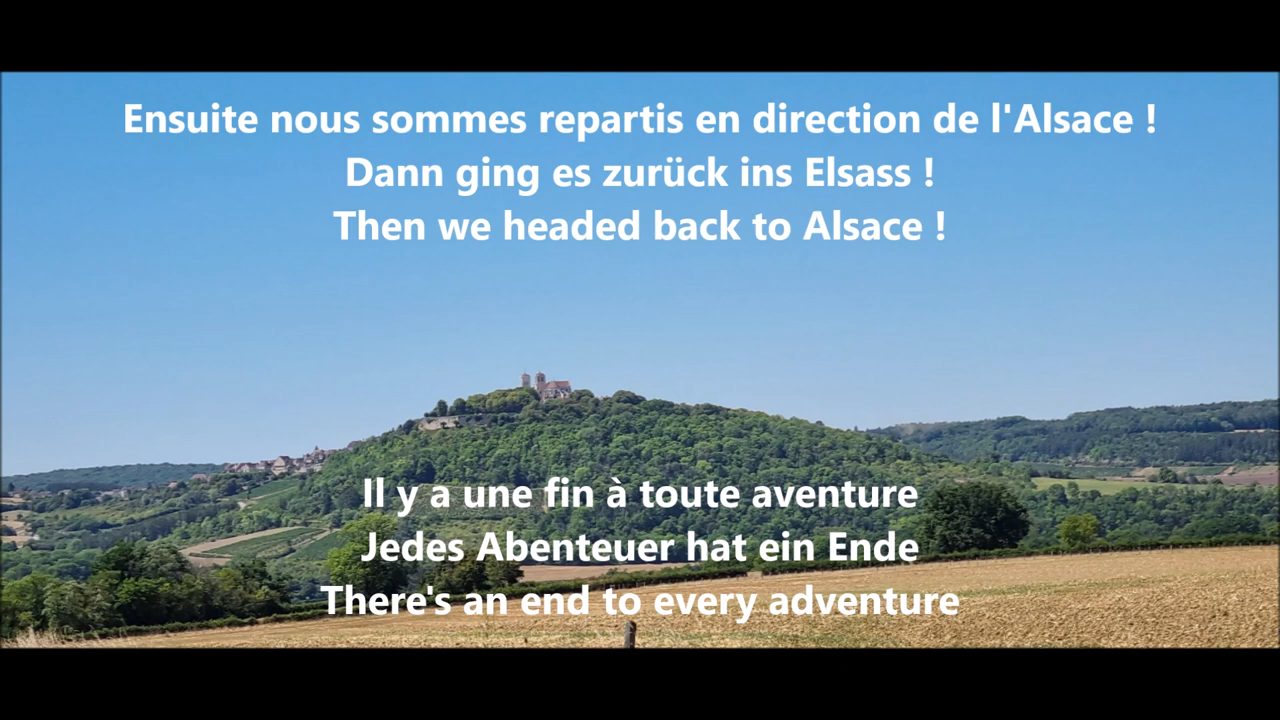 Ensuite nous sommes repartis en direction de l'Alsace !
Dann ging es zurück ins Elsass !
Then we headed back to Alsace !
Il y a une fin à toute aventure
Jedes Abenteuer hat ein Ende
There's an end to every adventure